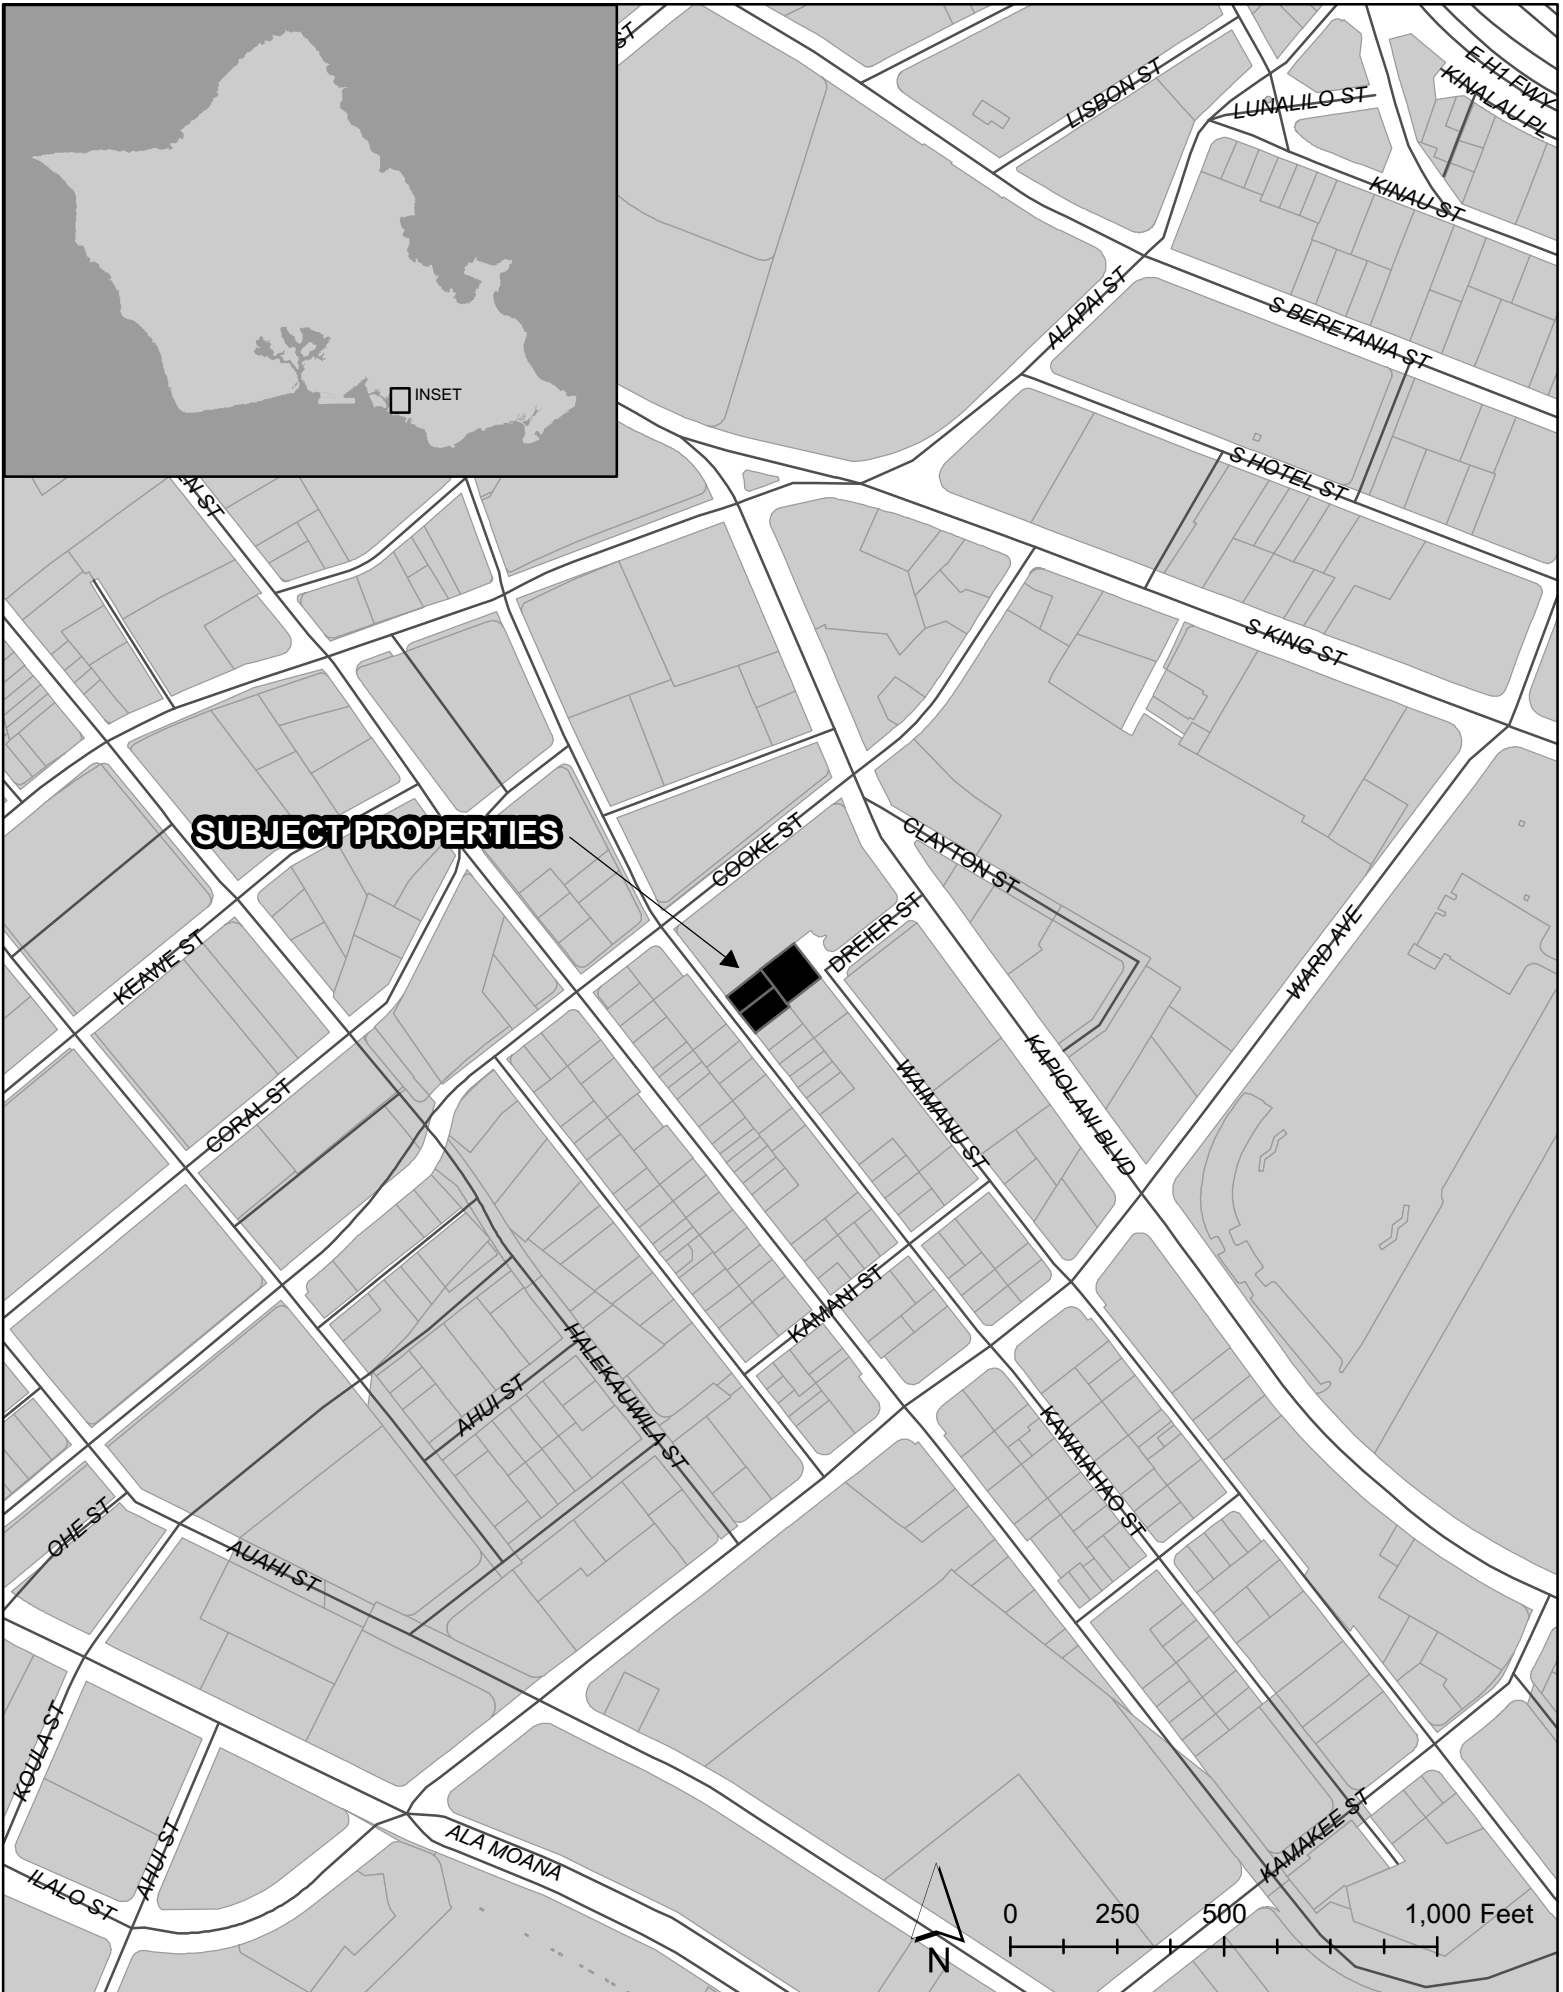 ST
LISBON ST
LUNALILO ST
E H1 FWY
KINALAU PL
KINAU ST
ALAPAI ST
S BERETANIA ST
INSET
S HOTEL ST
S KING ST
SUBJECT PROPERTIES
COOKE ST
CLAYTON ST
DREIER ST
WARD AVE
KEAWE ST
WAIMANU ST
KAPIOLANI BLVD
CORAL ST
KAMANI ST
HALEKAUWILA ST
AHUI ST
KAWAIAHAO ST
OHE ST
AUAHI ST
KOULA ST
AHUI ST
ALA MOANA
ILALO ST
KAMAKEE ST
0 250 500 1,000 Feet
N